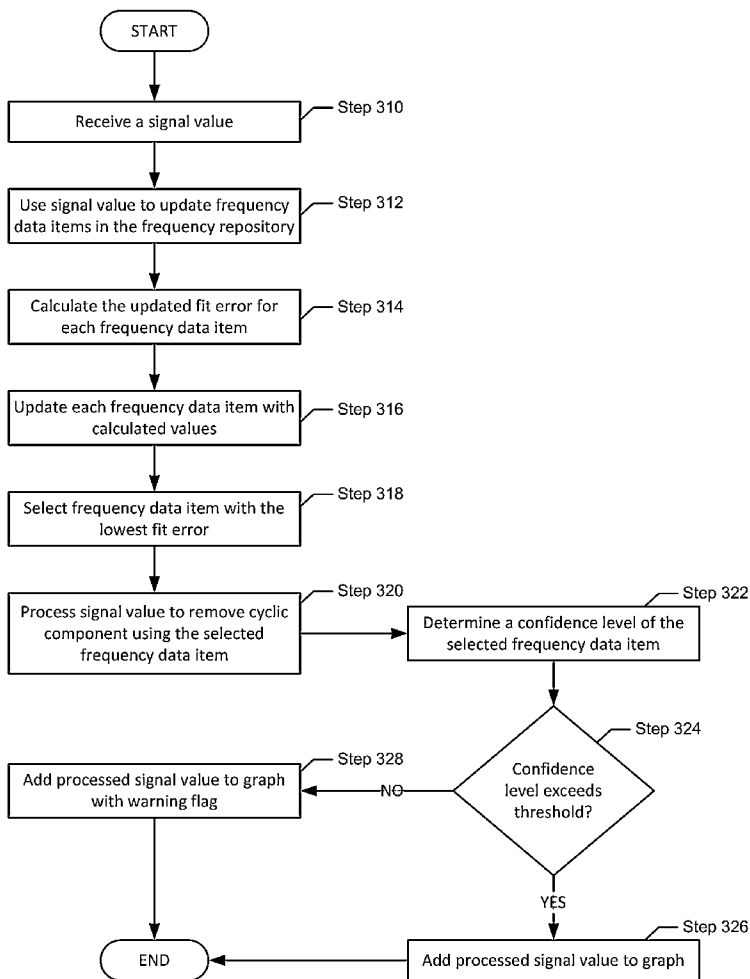 START
Receive a signal value
Step 310
Use signal value to update frequency
data items in the frequency repository
Step 312
Calculate the updated fit error for
each frequency data item
Step 314
Update each frequency data item with
calculated values
Step 316
Select frequency data item with the
lowest fit error
Step 318
Process signal value to remove cyclic
component using the selected
frequency data item
Step 320
Determine a confidence level of the
selected frequency data item
Step 322
Confidence
level exceeds
threshold?
Step 324
NO
Add processed signal value to graph
with warning flag
Step 328
YES
Add processed signal value to graph
Step 326
END